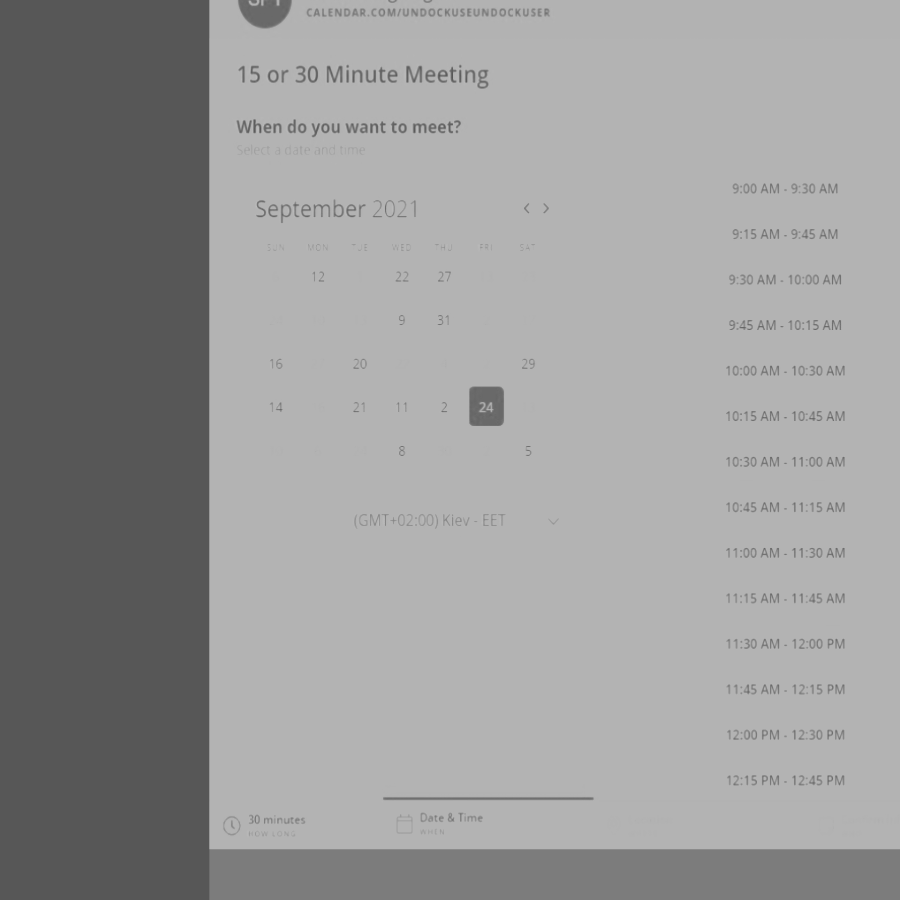 CALENDAR.COM/UNDOCKUSEUNDOCKUSER
15 or 30 Minute Meeting
When do you want to meet?
Select a date and time
September 2021
SUN MON TUE WED THU FRI SAT
12 22 27
9 31
16 20 29
14 21 11 2 24
8 5
(GMT+02:00) Kiev - EET
9:00 AM - 9:30 AM
9:15 AM - 9:45 AM
9:30 AM - 10:00 AM
9:45 AM - 10:15 AM
10:00 AM - 10:30 AM
10:15 AM - 10:45 AM
10:30 AM - 11:00 AM
10:45 AM - 11:15 AM
11:00 AM - 11:30 AM
11:15 AM - 11:45 AM
11:30 AM - 12:00 PM
11:45 AM - 12:15 PM
12:00 PM - 12:30 PM
12:15 PM - 12:45 PM
30 minutes
HOW LONG
Date & Time
WHEN